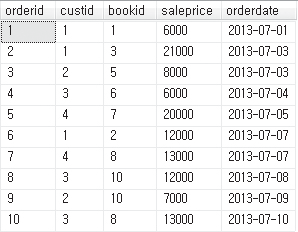 orderid custid bookid saleprice orderdate
1 1 1 6000 2013-07-01
2 1 3 21000 2013-07-03
3 2 5 8000 2013-07-03
4 3 6 6000 2013-07-04
5 4 7 20000 2013-07-05
6 1 2 12000 2013-07-07
7 4 8 13000 2013-07-07
8 3 10 12000 2013-07-08
9 2 10 7000 2013-07-09
10 3 8 13000 2013-07-10